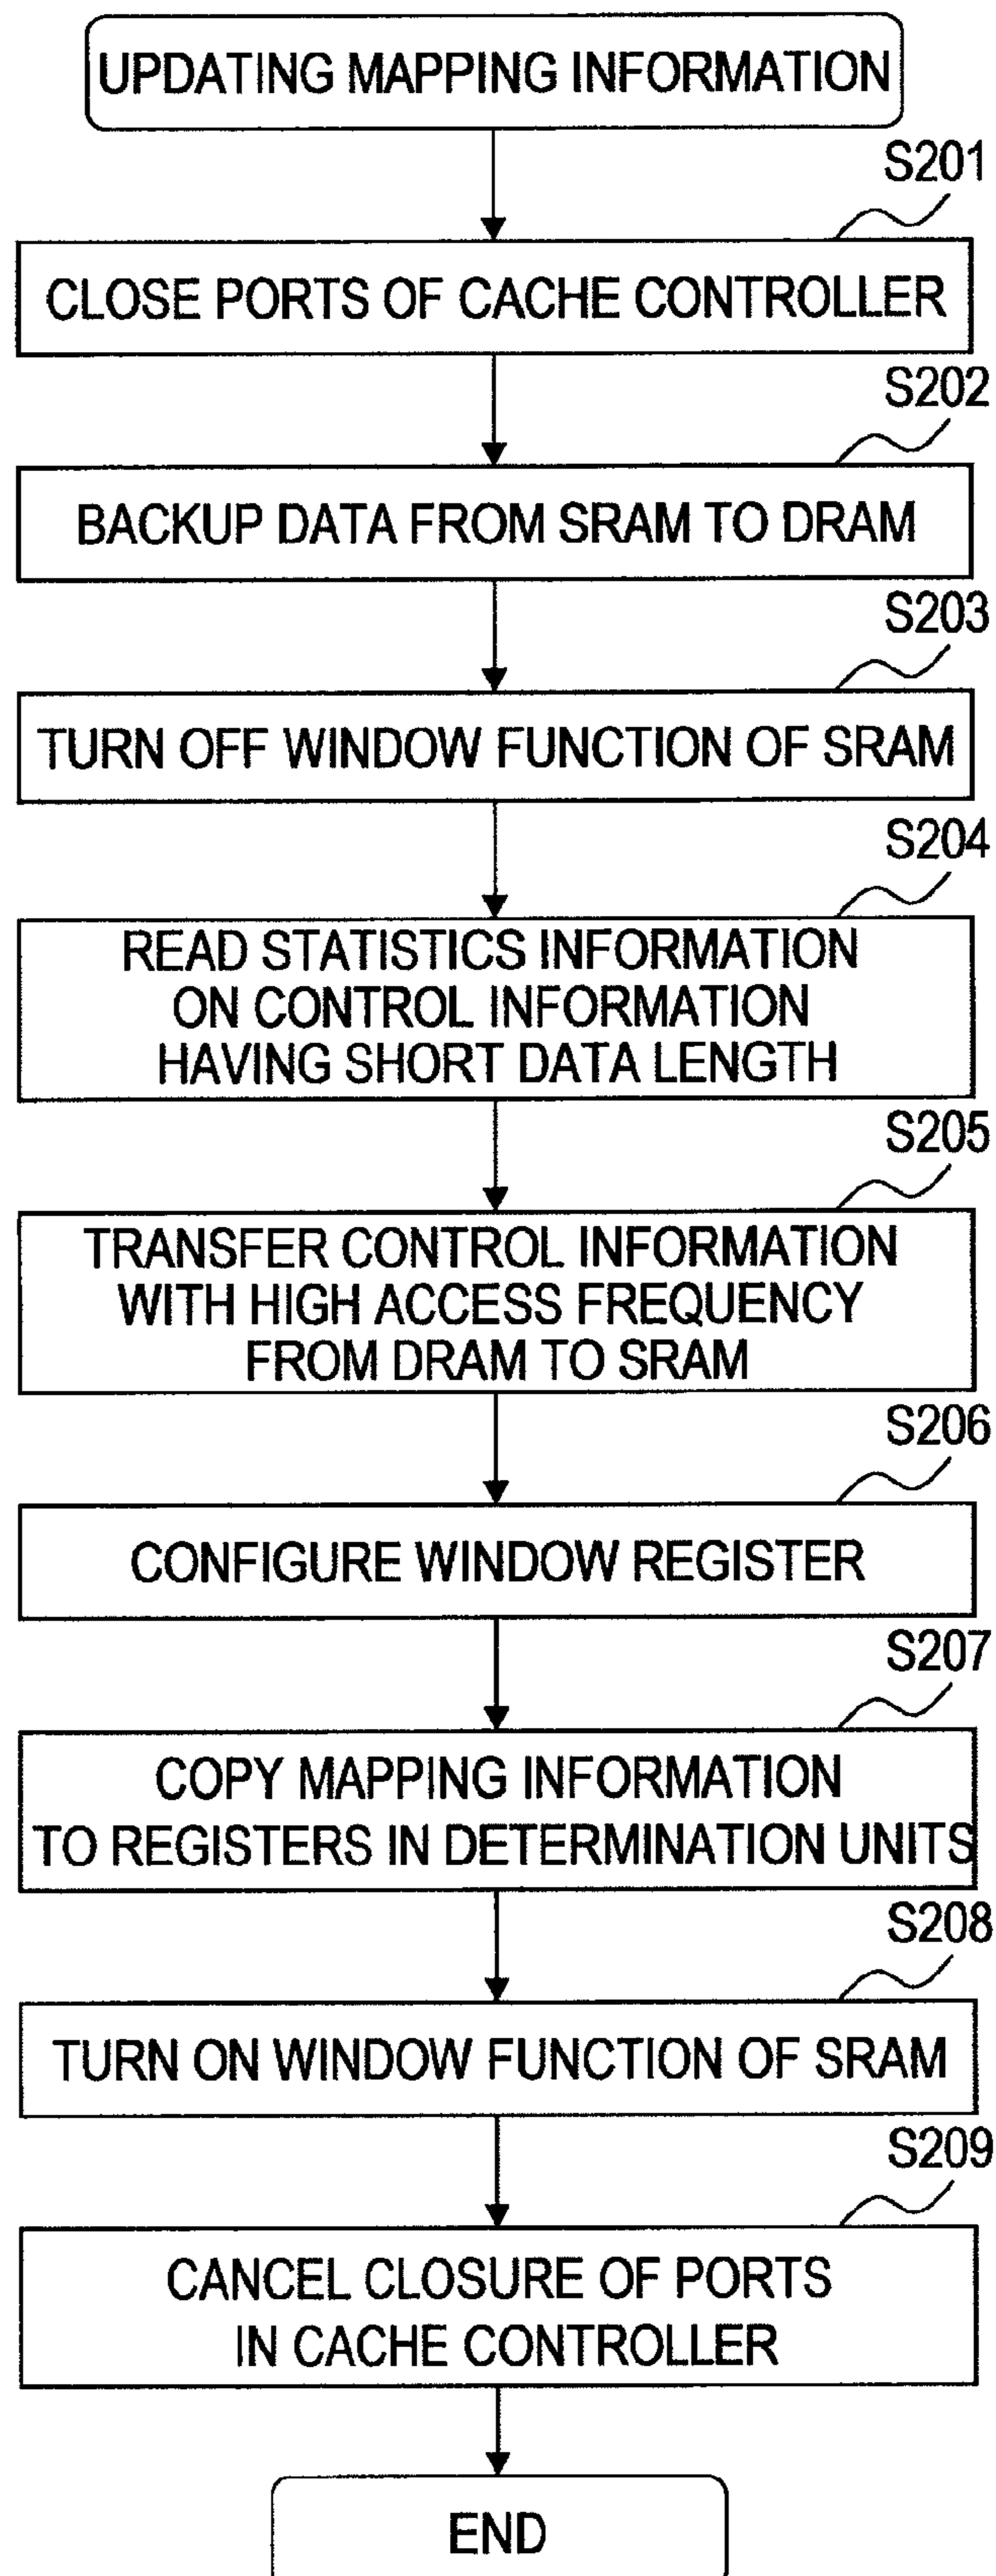 UPDATING MAPPING INFORMATION
S201
CLOSE PORTS OF CACHE CONTROLLER
S202
BACKUP DATA FROM SRAM TO DRAM
S203
TURN OFF WINDOW FUNCTION OF SRAM
S204
READ STATISTICS INFORMATION
ON CONTROL INFORMATION
HAVING SHORT DATA LENGTH
S205
TRANSFER CONTROL INFORMATION
WITH HIGH ACCESS FREQUENCY
FROM DRAM TO SRAM
S206
CONFIGURE WINDOW REGISTER
S207
COPY MAPPING INFORMATION
TO REGISTERS IN DETERMINATION UNITS
S208
TURN ON WINDOW FUNCTION OF SRAM
S209
CANCEL CLOSURE OF PORTS
IN CACHE CONTROLLER
END